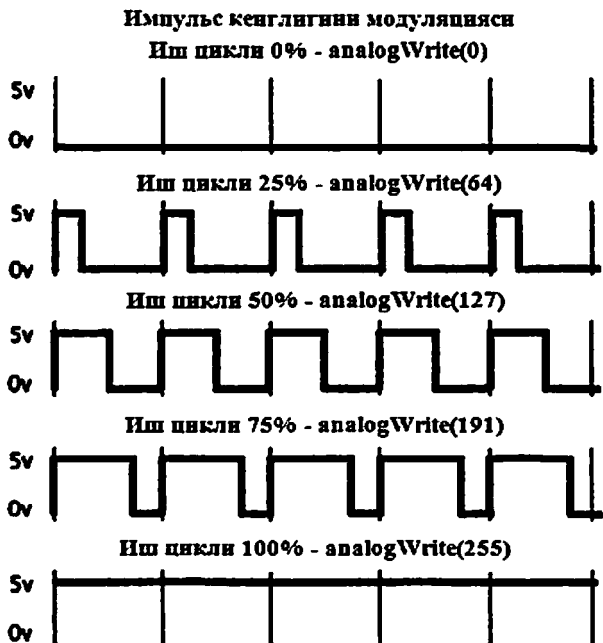 Импульс кенглигини модуляцияси
Иш цикли 0% - analogWrite(0)
5v
0v
Иш цикли 25% - analogWrite(64)
5v
0v
Иш цикли 50% - analogWrite(127)
5v
0v
Иш цикли 75% - analogWrite(191)
5v
0v
Иш цикли 100% - analogWrite(255)
5v
0v